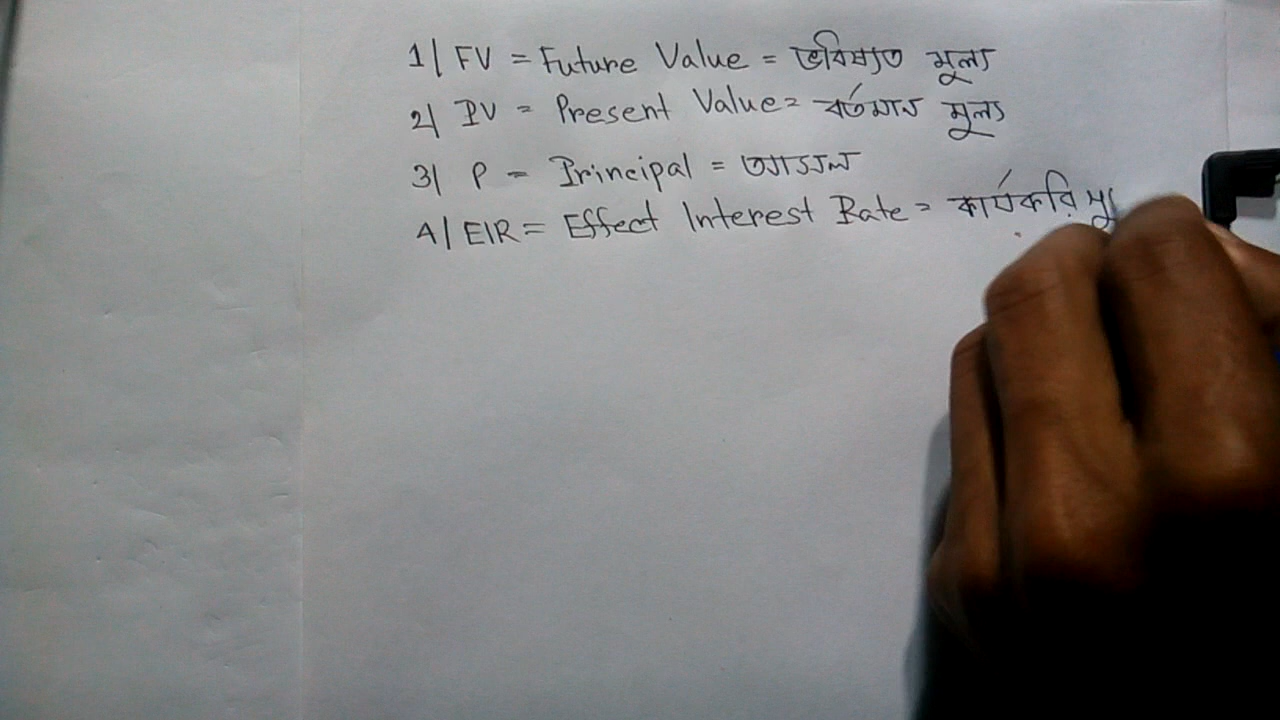 1| FV = Future Value = ভবিষ্যত মূল্য
2| PV = Present Value = বর্তমান মূল্য
3| P = Principal =
4| EIR = Effect Interest Rate = কার্যকরি